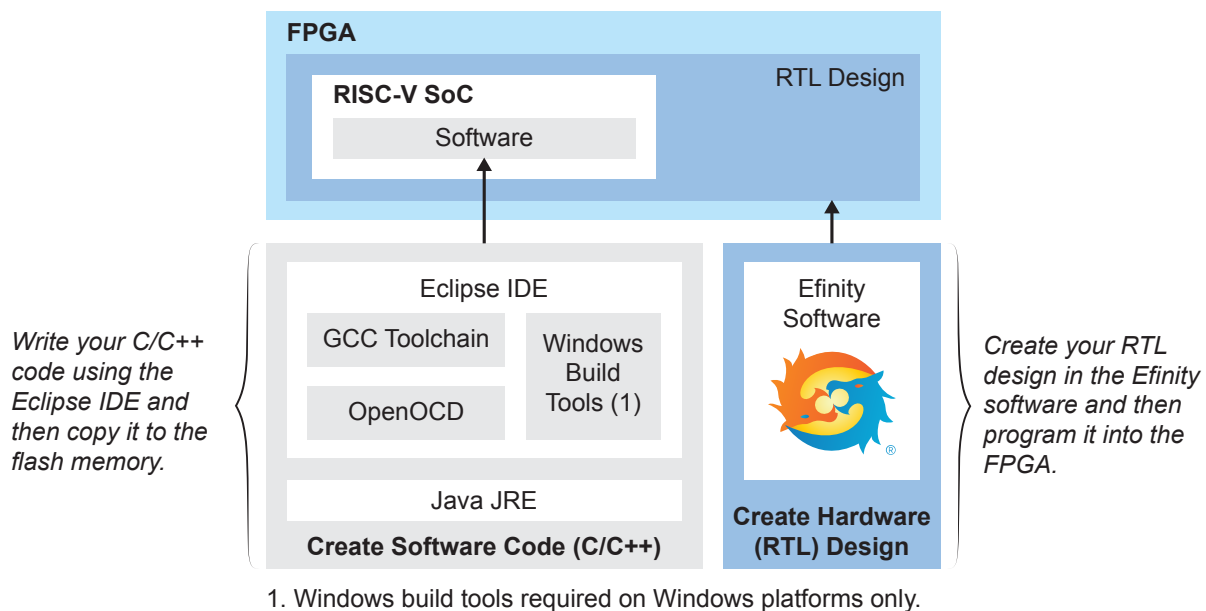 FPGA
RTL Design
RISC-V SoC
Software
Write your C/C++
code using the
Eclipse IDE and
then copy it to the
flash memory.
Eclipse IDE
GCC Toolchain
OpenOCD
Windows
Build
Tools (1)
Java JRE
Create Software Code (C/C++)
Efinity
Software
®
Create Hardware
(RTL) Design
Create your RTL
design in the Efinity
software and then
program it into the
FPGA.
1. Windows build tools required on Windows platforms only.